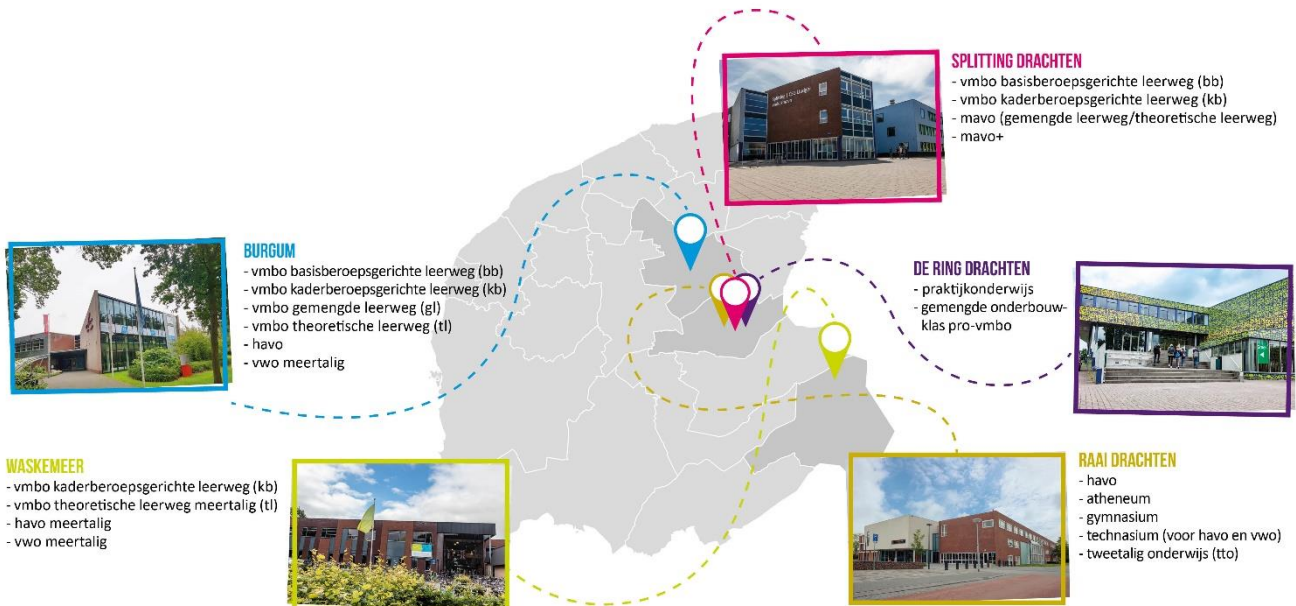 SPLITTING DRACHTEN
- vmbo basisberoepsgerichte leerweg (bb)
- vmbo kaderberoepsgerichte leerweg (kb)
- mavo (gemengde leerweg/theoretische leerweg)
- mavo+
BURGUM
- vmbo basisberoepsgerichte leerweg (bb)
- vmbo kaderberoepsgerichte leerweg (kb)
- vmbo gemengde leerweg (gl)
- vmbo theoretische leerweg (tl)
- havo
- vwo meertalig
DE RING DRACHTEN
- praktijkonderwijs
- gemengde onderbouw-
klas pro-vmbo
WASKEMEER
- vmbo kaderberoepsgerichte leerweg (kb)
- vmbo theoretische leerweg meertalig (tl)
- havo meertalig
- vwo meertalig
RAAI DRACHTEN
- havo
- atheneum
- gymnasium
- technasium (voor havo en vwo)
- tweetalig onderwijs (tto)